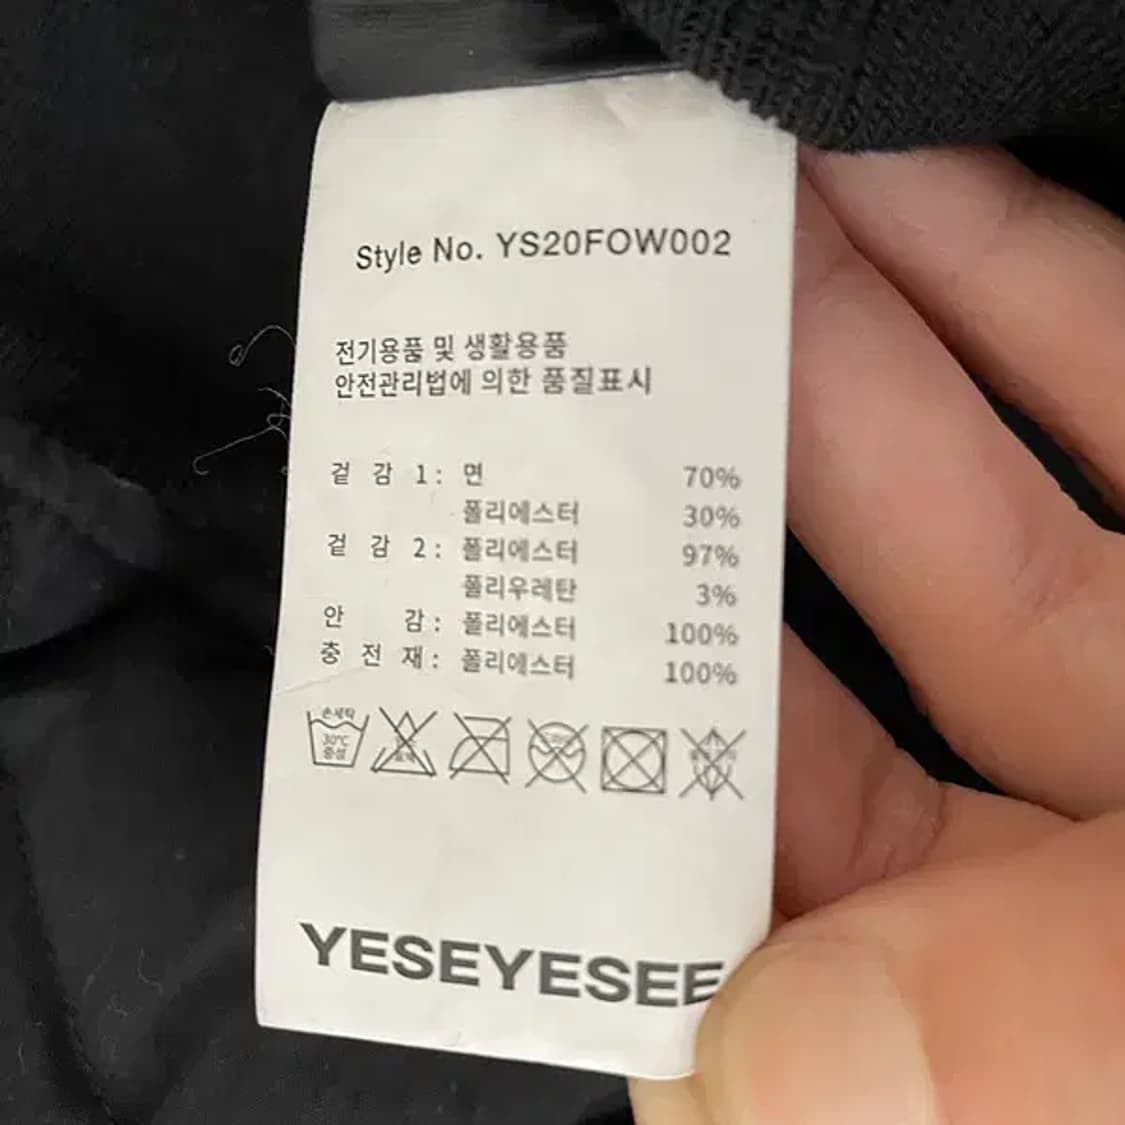 Style No. YS20FOW002
전기용품 및 생활용품
안전관리법에 의한 품질표시
겉 감 1: 면 70%
폴리에스터 30%
겉 감 2: 폴리에스터 97%
폴리우레탄 3%
안 감: 폴리에스터 100%
충 전 재: 폴리에스터 100%
손세탁
30℃
중성
YESEYESEE